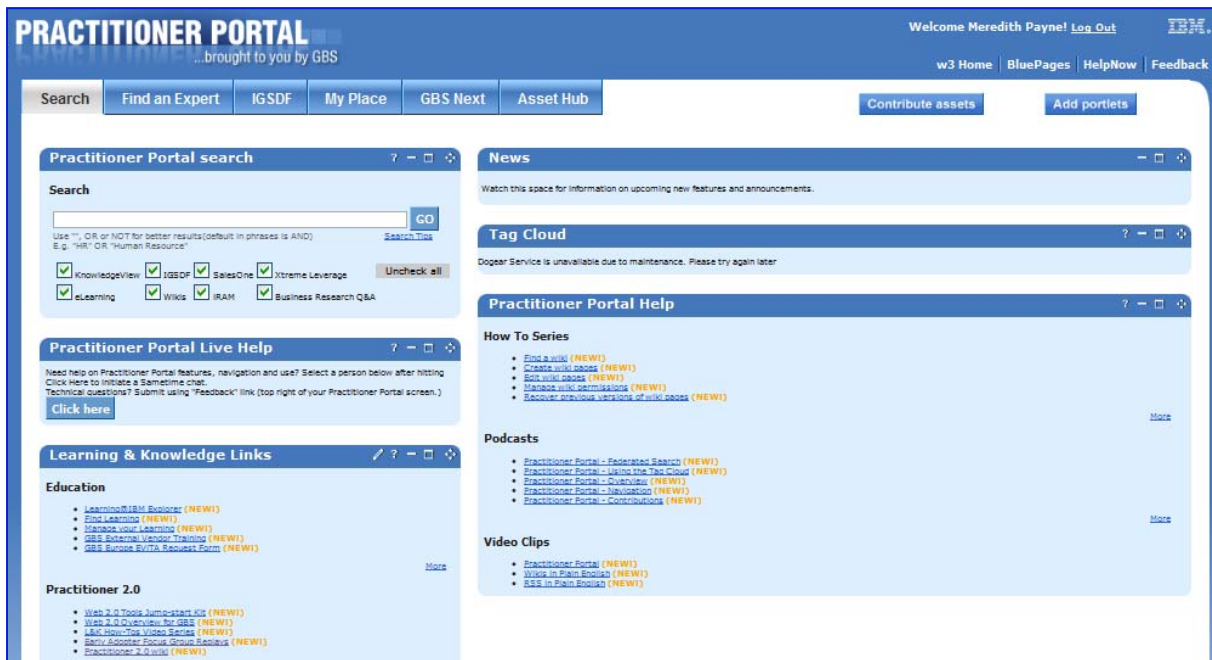 PRACTITIONER PORTAL
...brought to you by GBS
Welcome Meredith Payne! Log Out
IBM.
w3 Home BluePages HelpNow Feedback
Search Find an Expert IGSDF My Place GBS Next Asset Hub
Contribute assets Add portlets
Practitioner Portal search
Search
GO
Use "", OR or NOT for better results(default in phrases is AND)
E.g. "HR" OR "Human Resource"
Search Tips
KnowledgeView IGSDF SalesOne Xtreme Leverage
Uncheck all
eLearning Wikis IRAM Business Research Q&A
Practitioner Portal Live Help
Need help on Practitioner Portal features, navigation and use? Select a person below after hitting
Click Here to initiate a Sametime chat.
Technical questions? Submit using "Feedback" link (top right of your Practitioner Portal screen.)
Click here
Learning & Knowledge Links
Education
Learning@IBM Explorer (NEW!)
Find Learning (NEW!)
Manage your Learning (NEW!)
GBS External Vendor Training (NEW!)
GBS Europe EVITA Request Form (NEW!)
More
Practitioner 2.0
Web 2.0 Tools Jump-start Kit (NEW!)
Web 2.0 Overview for GBS (NEW!)
L&K How-Tos Video Series (NEW!)
Early Adopter Focus Group Replays (NEW!)
Practitioner 2.0 wiki (NEW!)
News
Watch this space for information on upcoming new features and announcements.
Tag Cloud
Dogear Service is unavailable due to maintenance. Please try again later
Practitioner Portal Help
How To Series
Find a wiki (NEW!)
Create wiki pages (NEW!)
Edit wiki pages (NEW!)
Manage wiki permissions (NEW!)
Recover previous versions of wiki pages (NEW!)
More
Podcasts
Practitioner Portal - Federated Search (NEW!)
Practitioner Portal - Using the Tag Cloud (NEW!)
Practitioner Portal - Overview (NEW!)
Practitioner Portal - Navigation (NEW!)
Practitioner Portal - Contributions (NEW!)
More
Video Clips
Practitioner Portal (NEW!)
Wikis in Plain English (NEW!)
RSS in Plain English (NEW!)